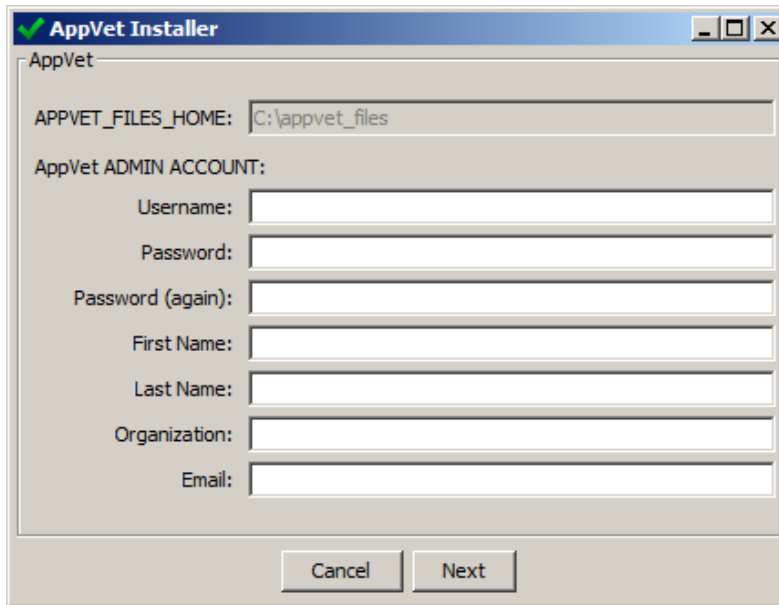 AppVet Installer
AppVet
APPVET_FILES_HOME: C:\appvet_files
AppVet ADMIN ACCOUNT:
Username:
Password:
Password (again):
First Name:
Last Name:
Organization:
Email:
Cancel Next